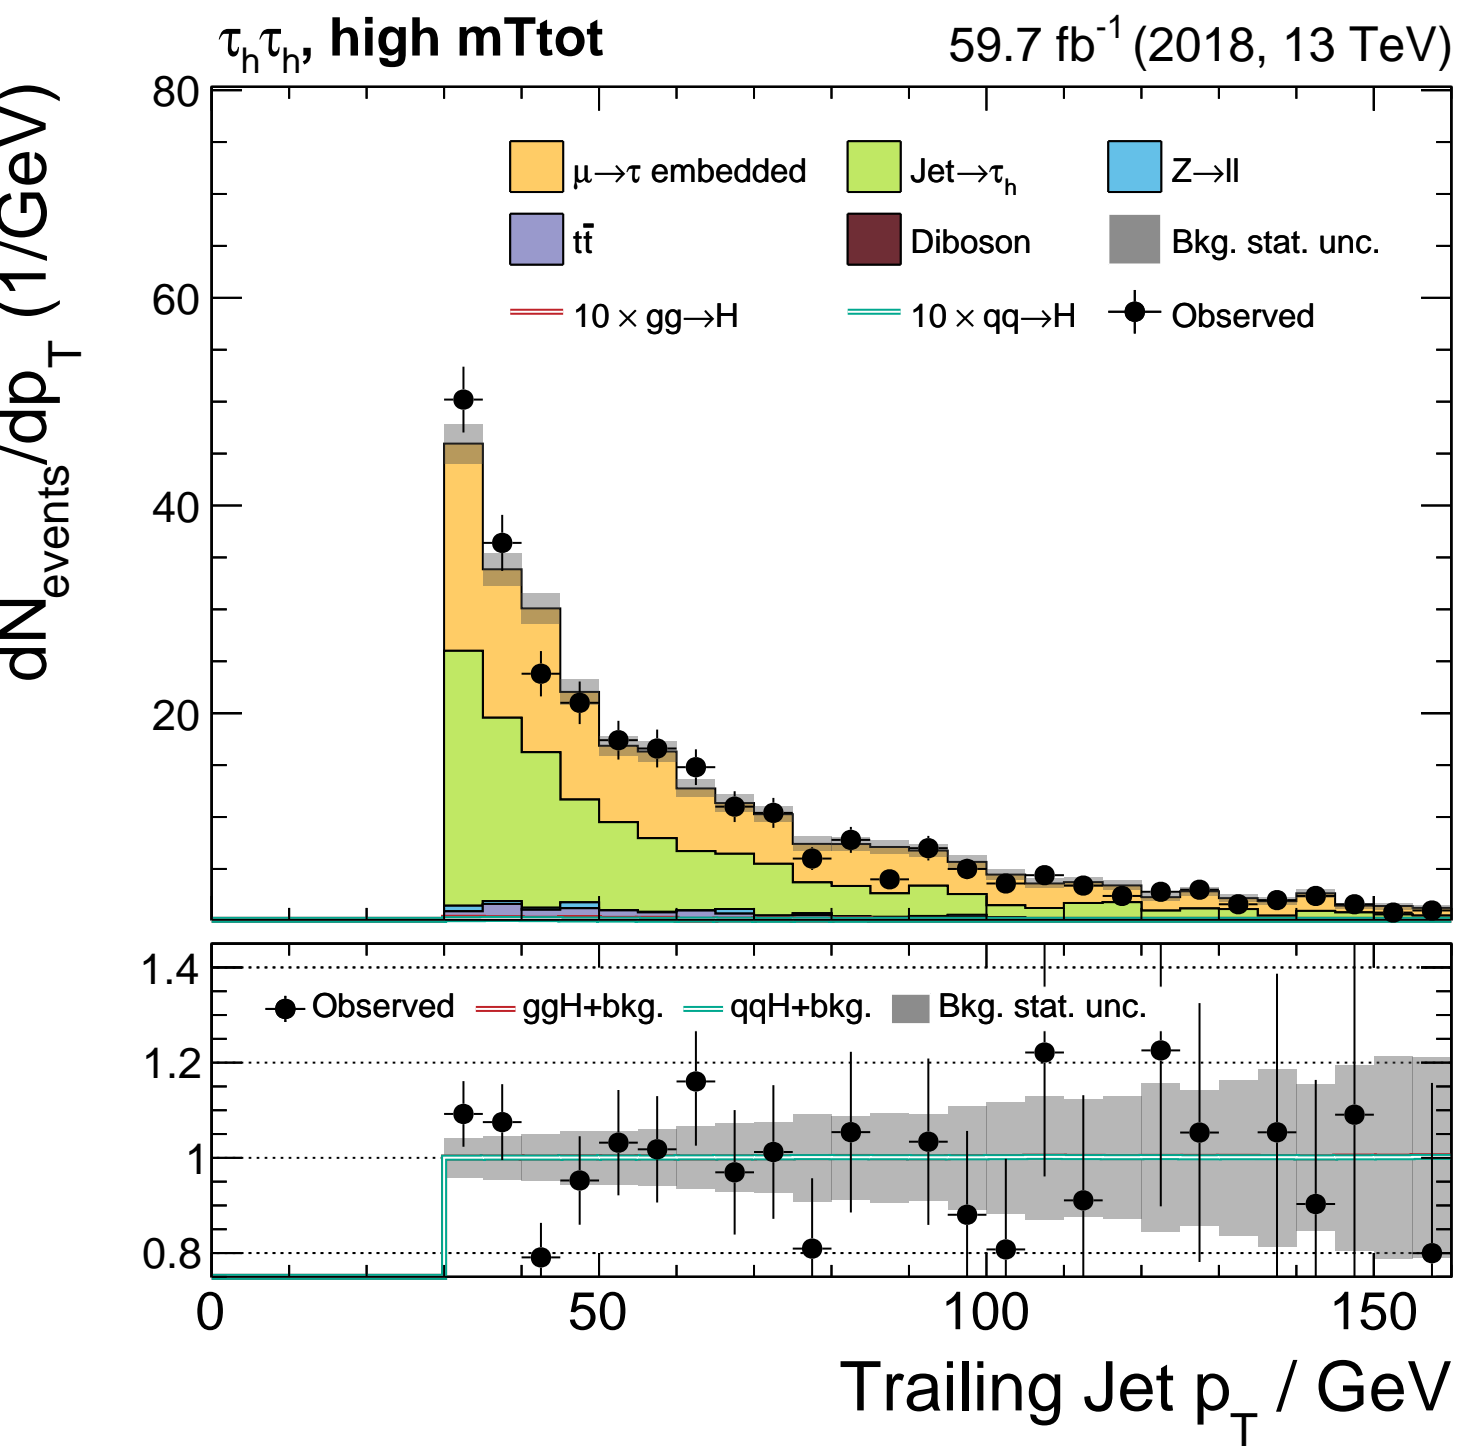 τhτh, high mTtot 59.7 fb⁻¹ (2018, 13 TeV)
dNevents/dpT (1/GeV)
80
60
40
20
μ→τ embedded Jet→τh Z→ll
tt̄ Diboson Bkg. stat. unc.
10 × gg→H 10 × qq→H Observed
1.4
1.2
1
0.8
Observed ggH+bkg. qqH+bkg. Bkg. stat. unc.
0 50 100 150
Trailing Jet pT / GeV